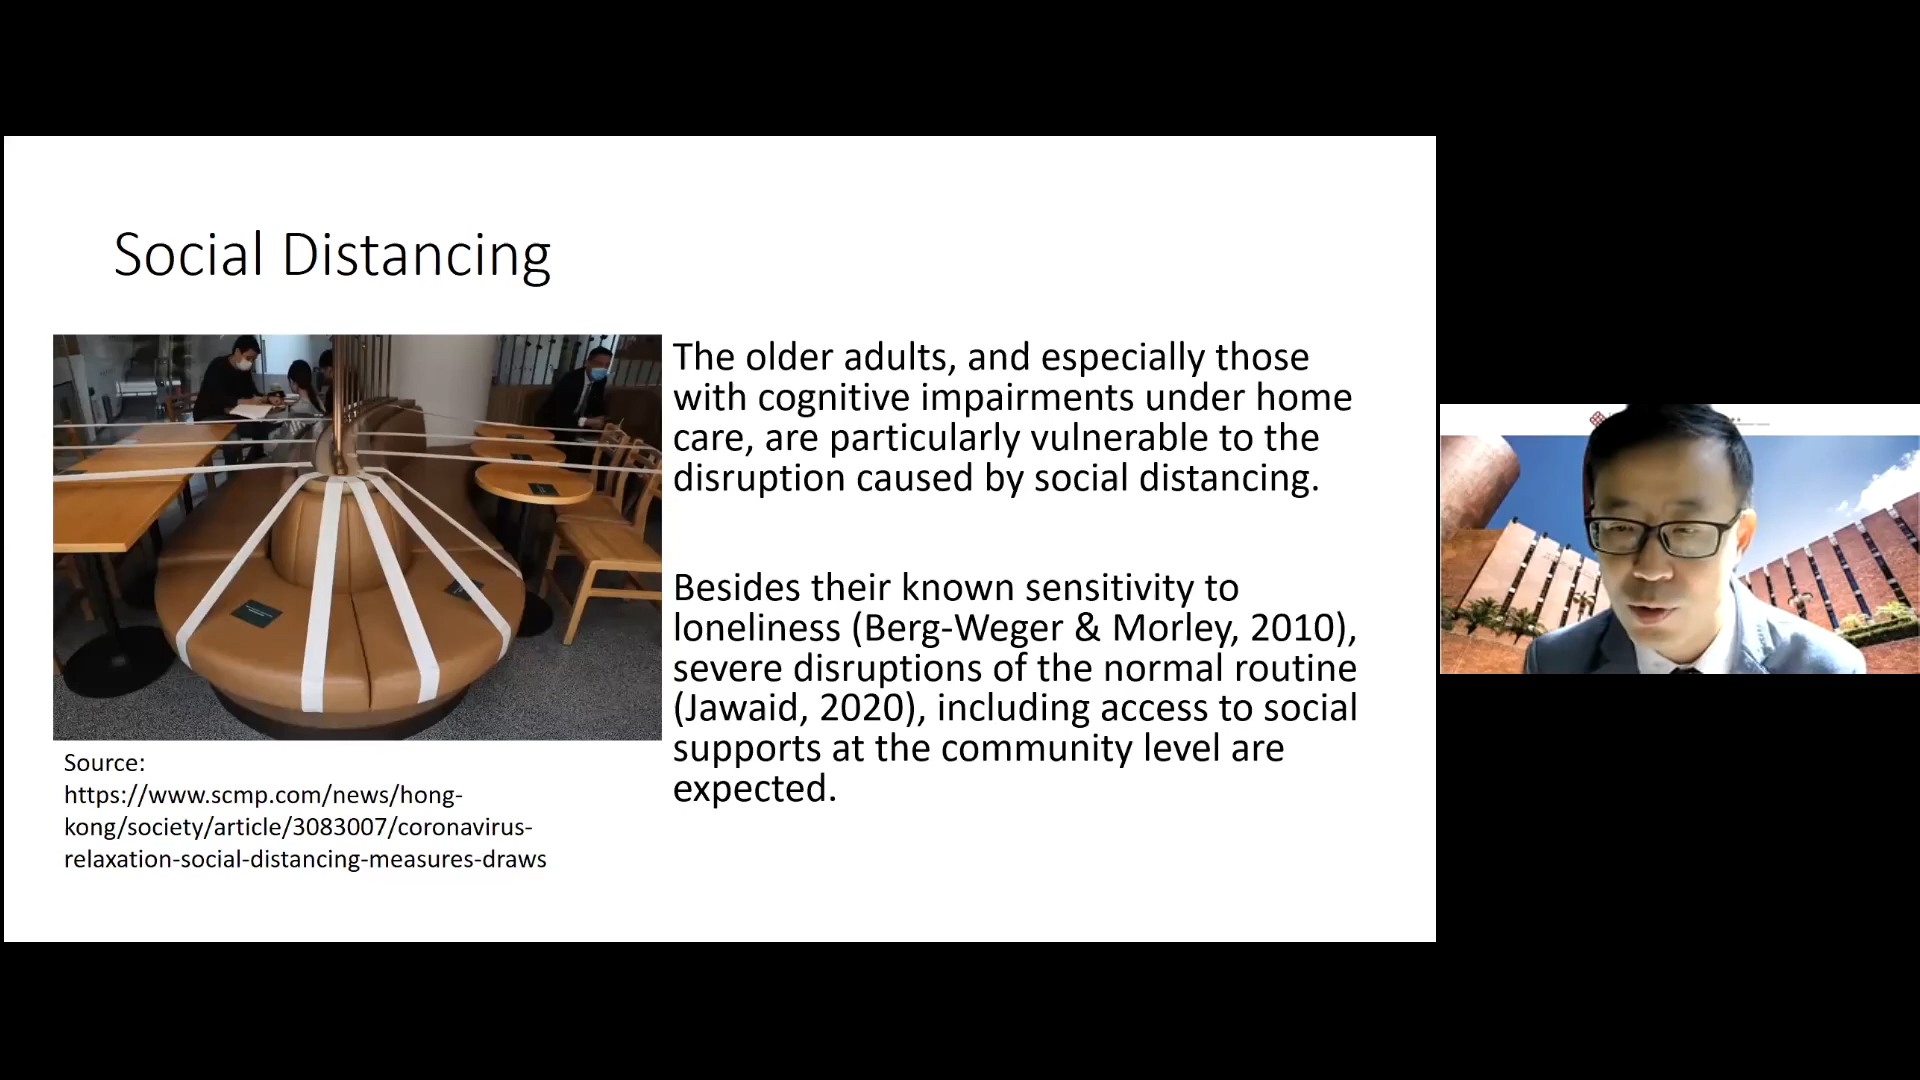 Social Distancing
The older adults, and especially those
with cognitive impairments under home
care, are particularly vulnerable to the
disruption caused by social distancing.
Besides their known sensitivity to
loneliness (Berg-Weger & Morley, 2010),
severe disruptions of the normal routine
(Jawaid, 2020), including access to social
supports at the community level are
expected.
Source:
https://www.scmp.com/news/hong-
kong/society/article/3083007/coronavirus-
relaxation-social-distancing-measures-draws